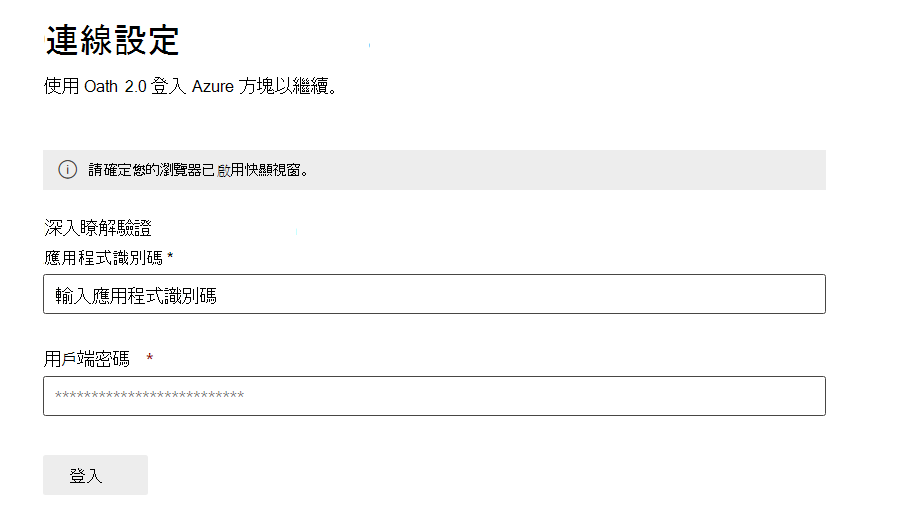 連線設定
使用 Oath 2.0 登入 Azure 方塊以繼續。
請確定您的瀏覽器已啟用快顯視窗。
深入瞭解驗證
應用程式識別碼 *
輸入應用程式識別碼
用戶端密碼 *
**************************
登入